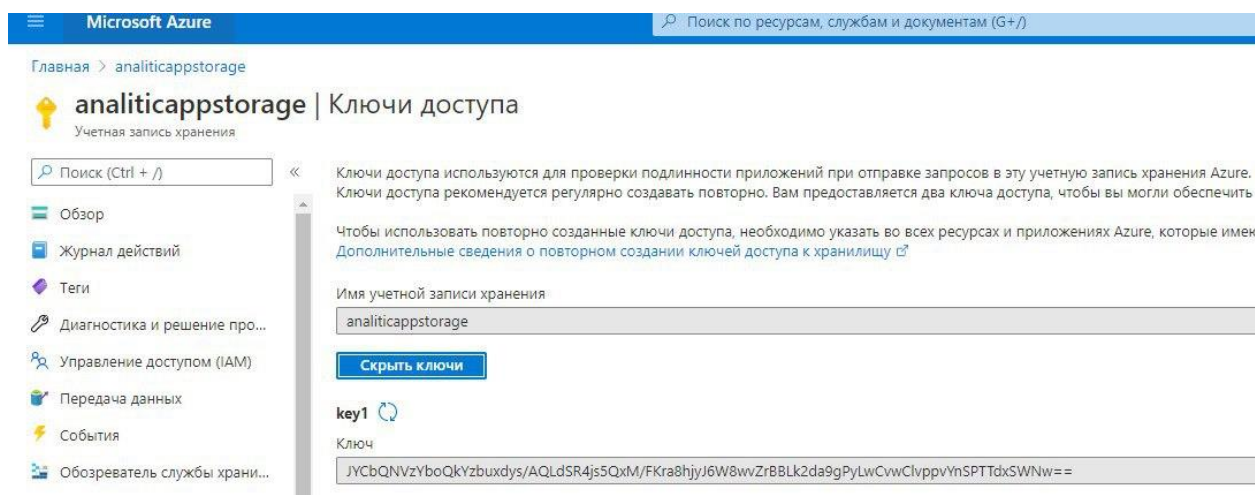 Microsoft Azure
Поиск по ресурсам, службам и документам (G+/)
Главная > analiticappstorage
analiticappstorage | Ключи доступа
Учетная запись хранения
Поиск (Ctrl + /)
«
Обзор
Журнал действий
Теги
Диагностика и решение про...
Управление доступом (IAM)
Передача данных
События
Обозреватель службы храни...
Ключи доступа используются для проверки подлинности приложений при отправке запросов в эту учетную запись хранения Azure.
Ключи доступа рекомендуется регулярно создавать повторно. Вам предоставляется два ключа доступа, чтобы вы могли обеспечить
Чтобы использовать повторно созданные ключи доступа, необходимо указать во всех ресурсах и приложениях Azure, которые имею
Дополнительные сведения о повторном создании ключей доступа к хранилищу
Имя учетной записи хранения
analiticappstorage
Скрыть ключи
key1
Ключ
JYCbQNVzYboQkYzbuxdys/AQLdSR4js5QxM/FKra8hjyJ6W8wvZrBBLk2da9gPyLwCvwClvppvYnSPTTdxSWNw==